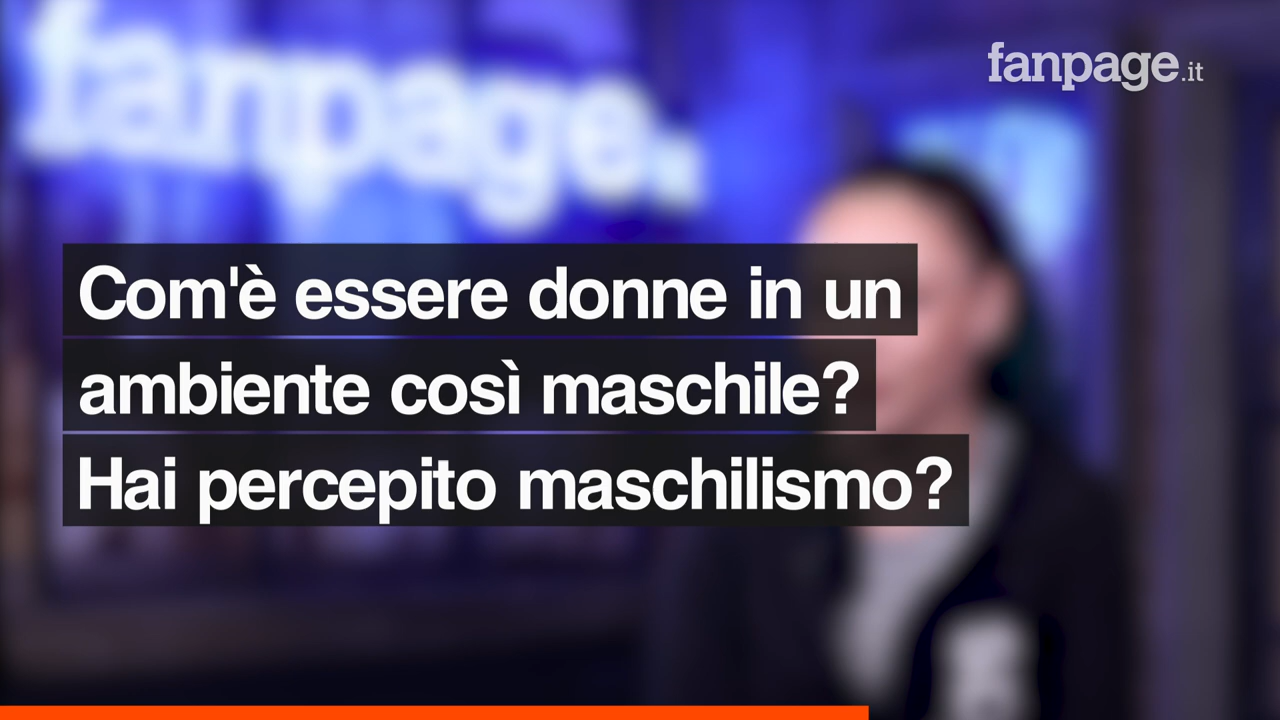 fanpage.it
fanpage.
Com'è essere donne in un
ambiente così maschile?
Hai percepito maschilismo?